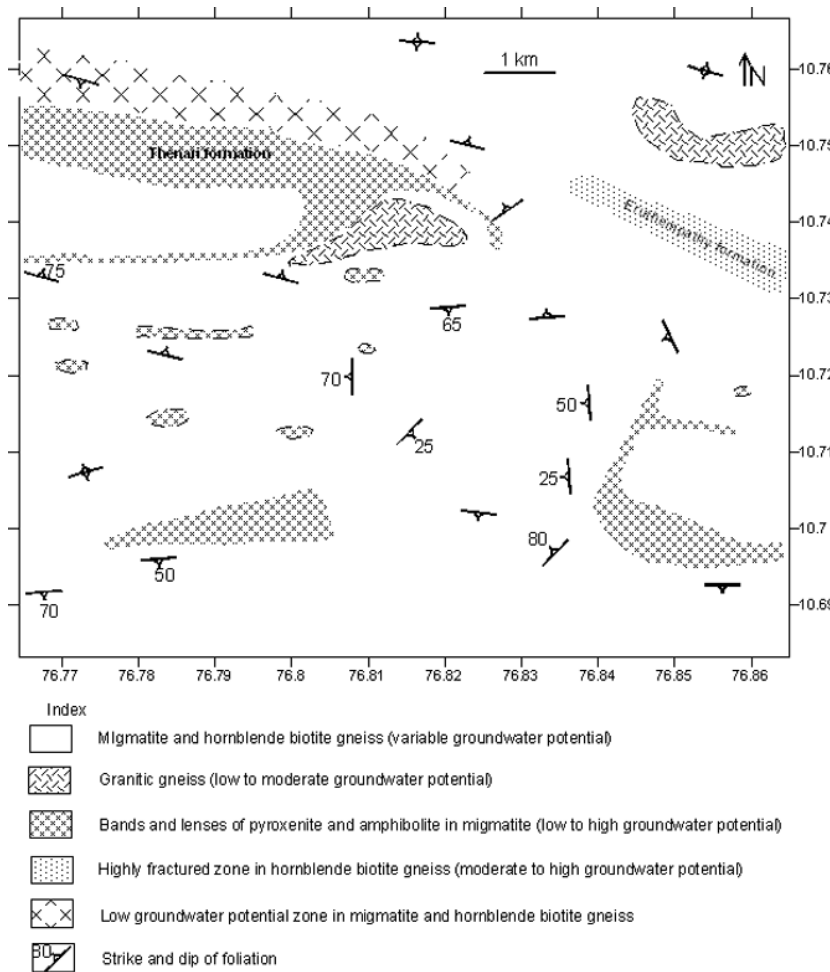 1 km
N
10.76
Thenari formation
10.75
Eruthempathy formation
10.74
75
10.73
65
10.72
70
50
25
10.71
25
10.7
80
50
70
10.69
76.77 76.78 76.79 76.8 76.81 76.82 76.83 76.84 76.85 76.86
Index
MIgmatite and hornblende biotite gneiss (variable groundwater potential)
Granitic gneiss (low to moderate groundwater potential)
Bands and lenses of pyroxenite and amphibolite in migmatite (low to high groundwater potential)
Highly fractured zone in hornblende biotite gneiss (moderate to high groundwater potential)
Low groundwater potential zone in migmatite and hornblende biotite gneiss
80 Strike and dip of foliation